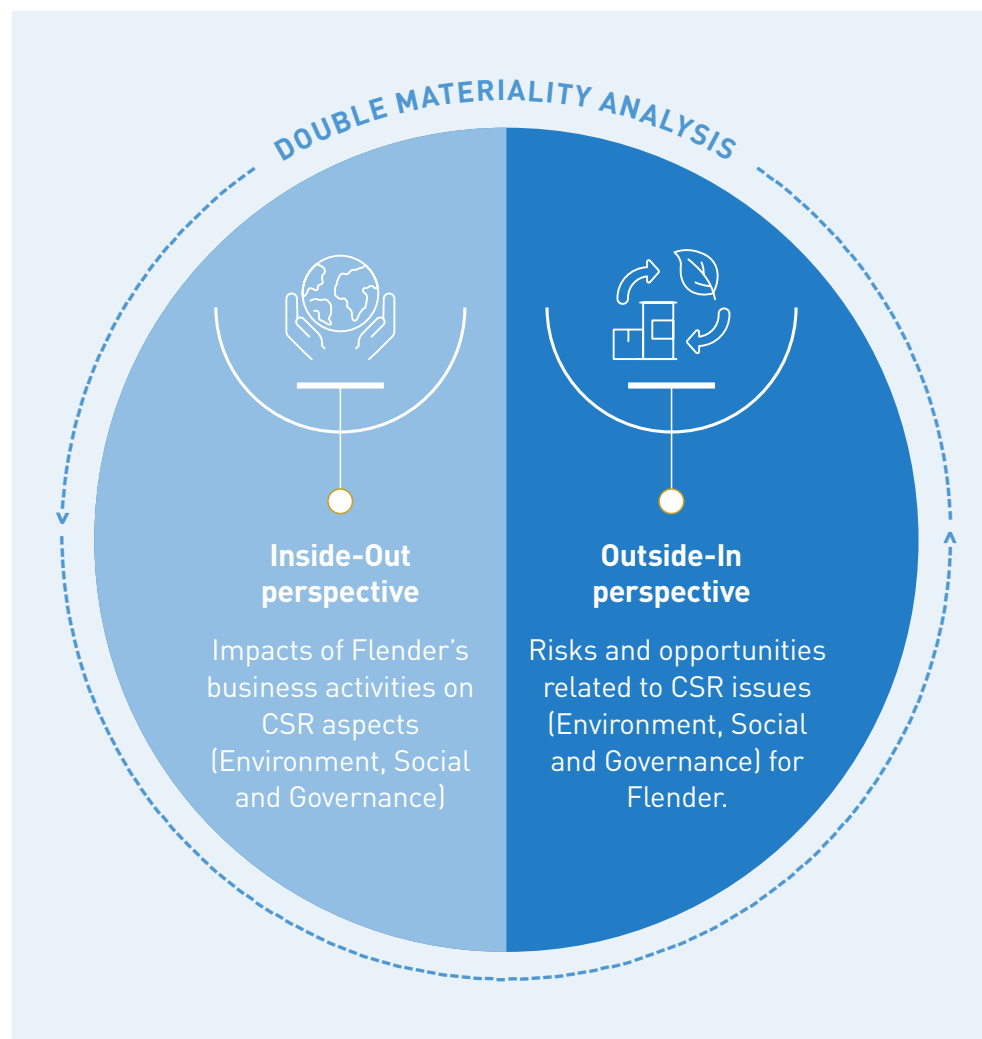 DOUBLE MATERIALITY ANALYSIS
Inside-Out
perspective
Impacts of Flender’s
business activities on
CSR aspects
(Environment, Social
and Governance)
Outside-In
perspective
Risks and opportunities
related to CSR issues
(Environment, Social
and Governance) for
Flender.